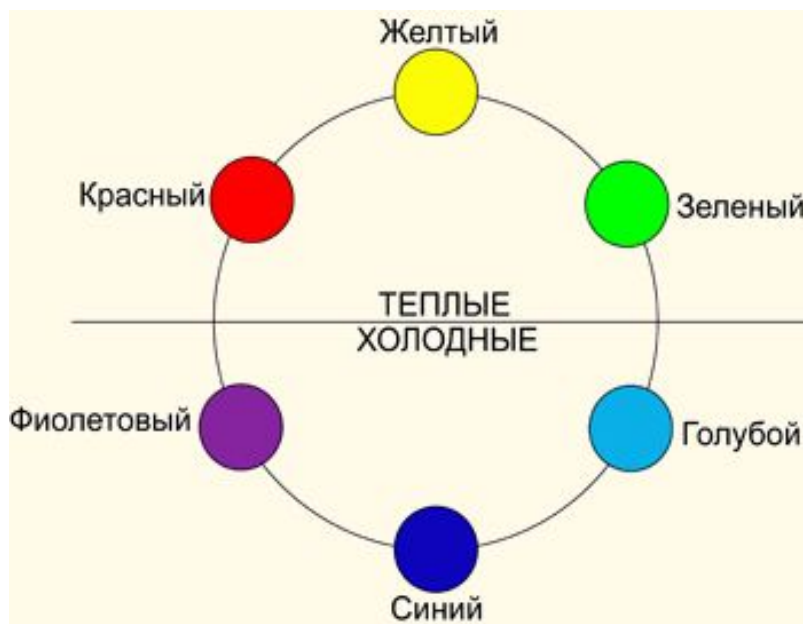 Желтый
Красный
Зеленый
ТЕПЛЫЕ
ХОЛОДНЫЕ
Фиолетовый
Голубой
Синий